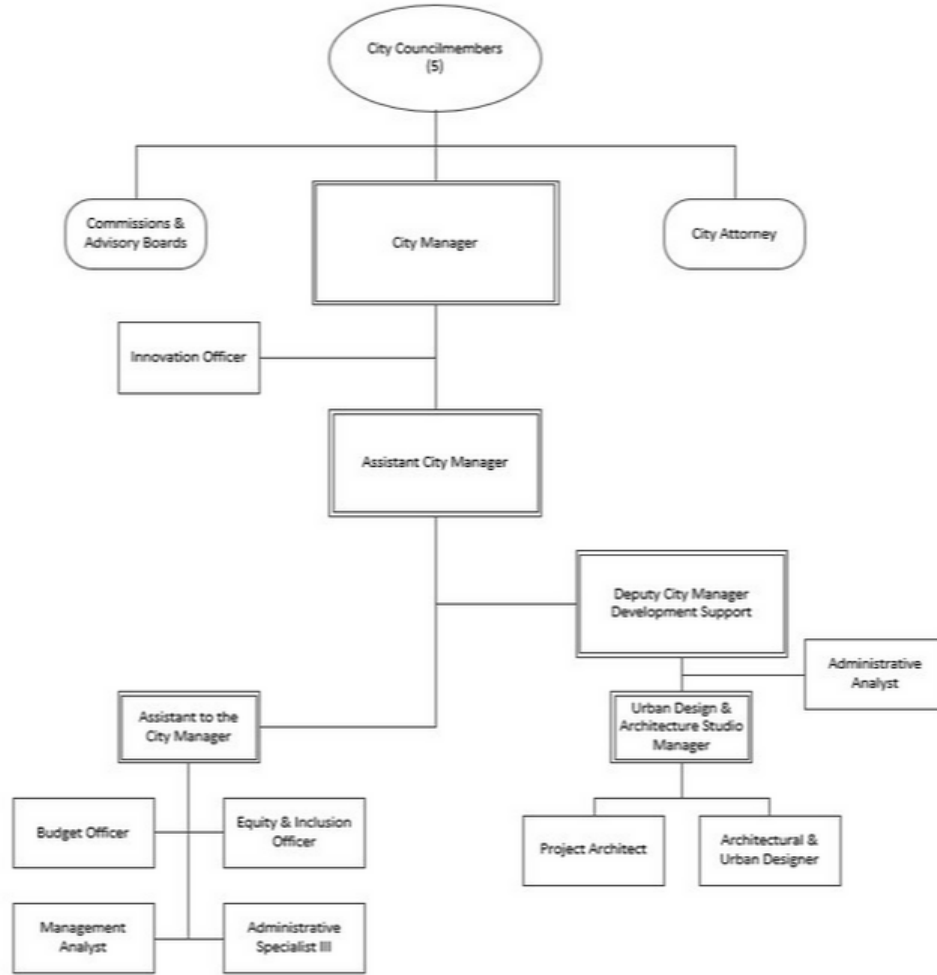 City Councilmembers
(5)
Commissions &
Advisory Boards
City Manager
City Attorney
Innovation Officer
Assistant City Manager
Deputy City Manager
Development Support
Administrative
Analyst
Assistant to the
City Manager
Urban Design &
Architecture Studio
Manager
Budget Officer
Equity & Inclusion
Officer
Project Architect
Architectural &
Urban Designer
Management
Analyst
Administrative
Specialist III